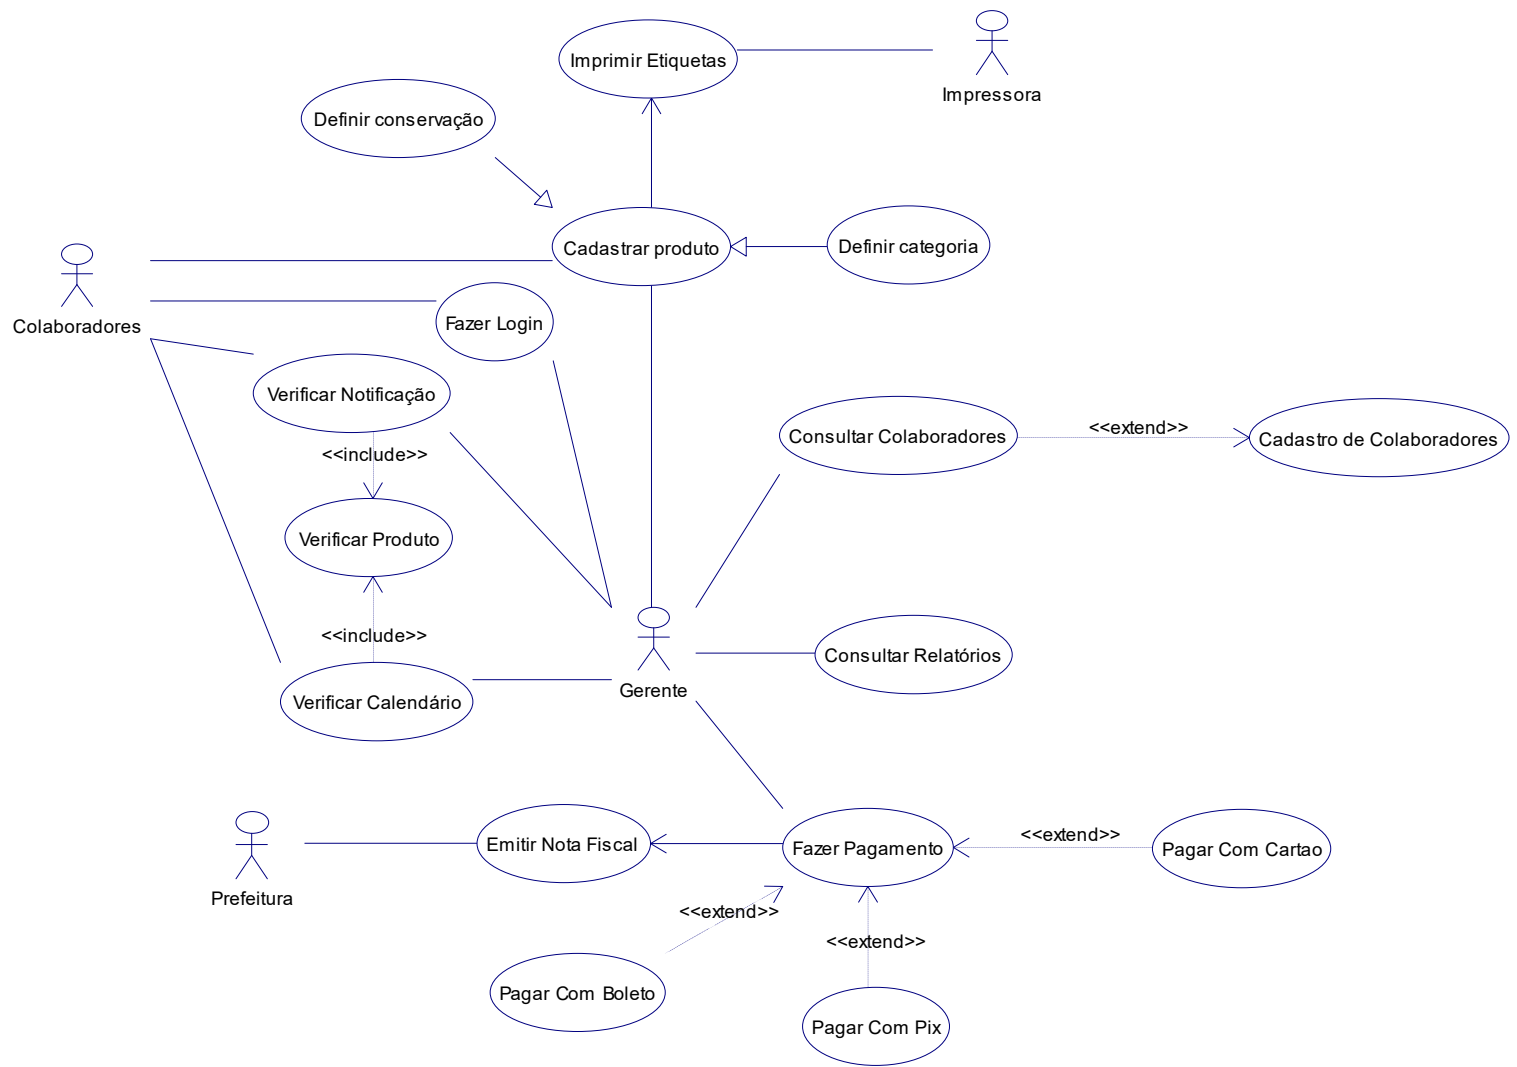 Imprimir Etiquetas
Impressora
Definir conservação
Cadastrar produto
Definir categoria
Colaboradores
Fazer Login
Verificar Notificação
Consultar Colaboradores
<<extend>>
Cadastro de Colaboradores
<<include>>
Verificar Produto
<<include>>
Verificar Calendário
Gerente
Consultar Relatórios
Prefeitura
Emitir Nota Fiscal
Fazer Pagamento
<<extend>>
Pagar Com Cartao
<<extend>>
<<extend>>
Pagar Com Boleto
Pagar Com Pix